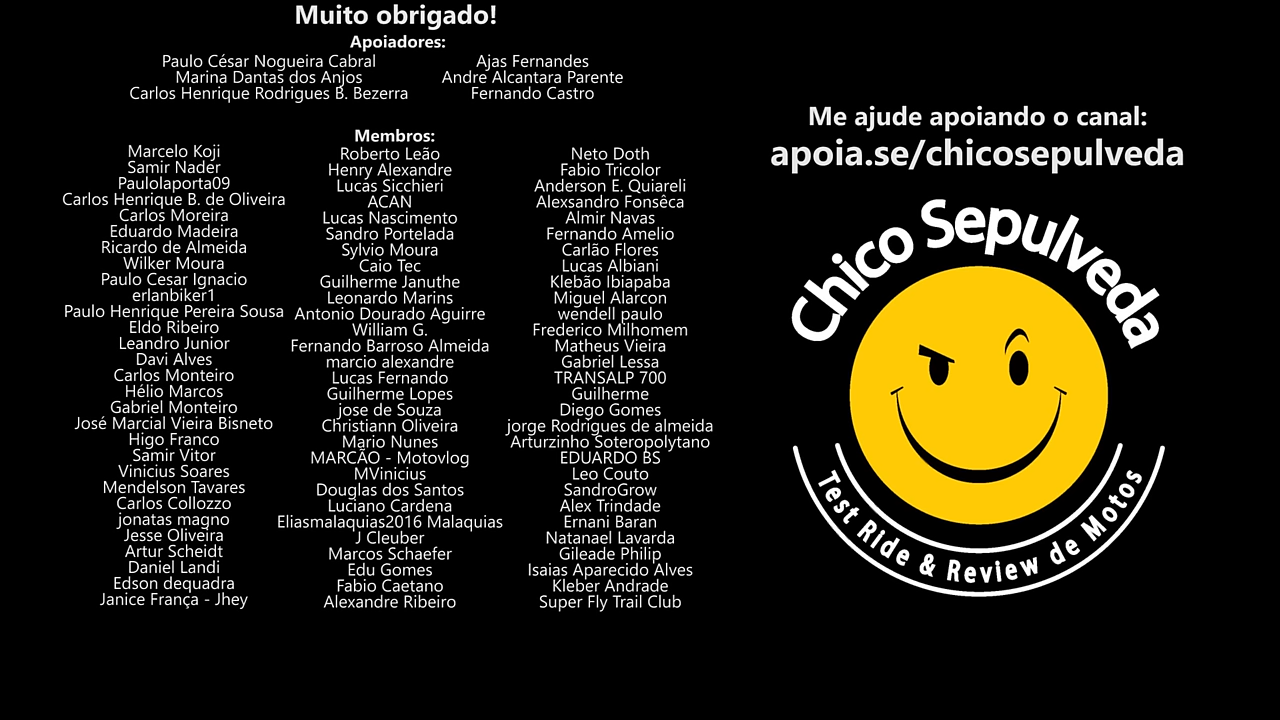 Muito obrigado!
Apoiadores:
Paulo César Nogueira Cabral
Marina Dantas dos Anjos
Carlos Henrique Rodrigues B. Bezerra
Ajas Fernandes
Andre Alcantara Parente
Fernando Castro
Membros:
Marcelo Koji
Samir Nader
Paulolaporta09
Carlos Henrique B. de Oliveira
Carlos Moreira
Eduardo Madeira
Ricardo de Almeida
Wilker Moura
Paulo Cesar Ignacio
erlanbiker1
Paulo Henrique Pereira Sousa
Eldo Ribeiro
Leandro Junior
Davi Alves
Carlos Monteiro
Hélio Marcos
Gabriel Monteiro
José Marcial Vieira Bisneto
Higo Franco
Samir Vitor
Vinicius Soares
Mendelson Tavares
Carlos Collozzo
jonatas magno
Jesse Oliveira
Artur Scheidt
Daniel Landi
Edson dequadra
Janice França - Jhey
Roberto Leão
Henry Alexandre
Lucas Sicchieri
ACAN
Lucas Nascimento
Sandro Portelada
Sylvio Moura
Caio Tec
Guilherme Januthe
Leonardo Marins
Antonio Dourado Aguirre
William G.
Fernando Barroso Almeida
marcio alexandre
Lucas Fernando
Guilherme Lopes
jose de Souza
Christiann Oliveira
Mario Nunes
MARCÃO - Motovlog
MVinicius
Douglas dos Santos
Luciano Cardena
Eliasmalaquias2016 Malaquias
J Cleuber
Marcos Schaefer
Edu Gomes
Fabio Caetano
Alexandre Ribeiro
Neto Doth
Fabio Tricolor
Anderson E. Quiareli
Alexsandro Fonsêca
Almir Navas
Fernando Amelio
Carlão Flores
Lucas Albiani
Klebão Ibiapaba
Miguel Alarcon
wendell paulo
Frederico Milhomem
Matheus Vieira
Gabriel Lessa
TRANSALP 700
Guilherme
Diego Gomes
jorge Rodrigues de almeida
Arturzinho Soteropolytano
EDUARDO BS
Leo Couto
SandroGrow
Alex Trindade
Ernani Baran
Natanael Lavarda
Gileade Philip
Isaias Aparecido Alves
Kleber Andrade
Super Fly Trail Club
Me ajude apoiando o canal:
apoia.se/chicosepulveda
Chico Sepulveda
Test Ride & Review de Motos